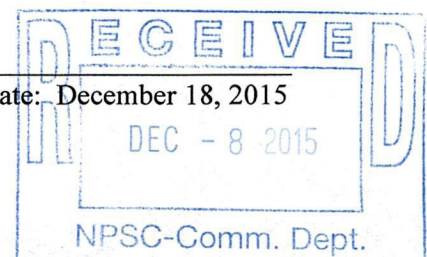 RECEIVED
ate: December 18, 2015
DEC - 8 2015
NPSC-Comm. Dept.